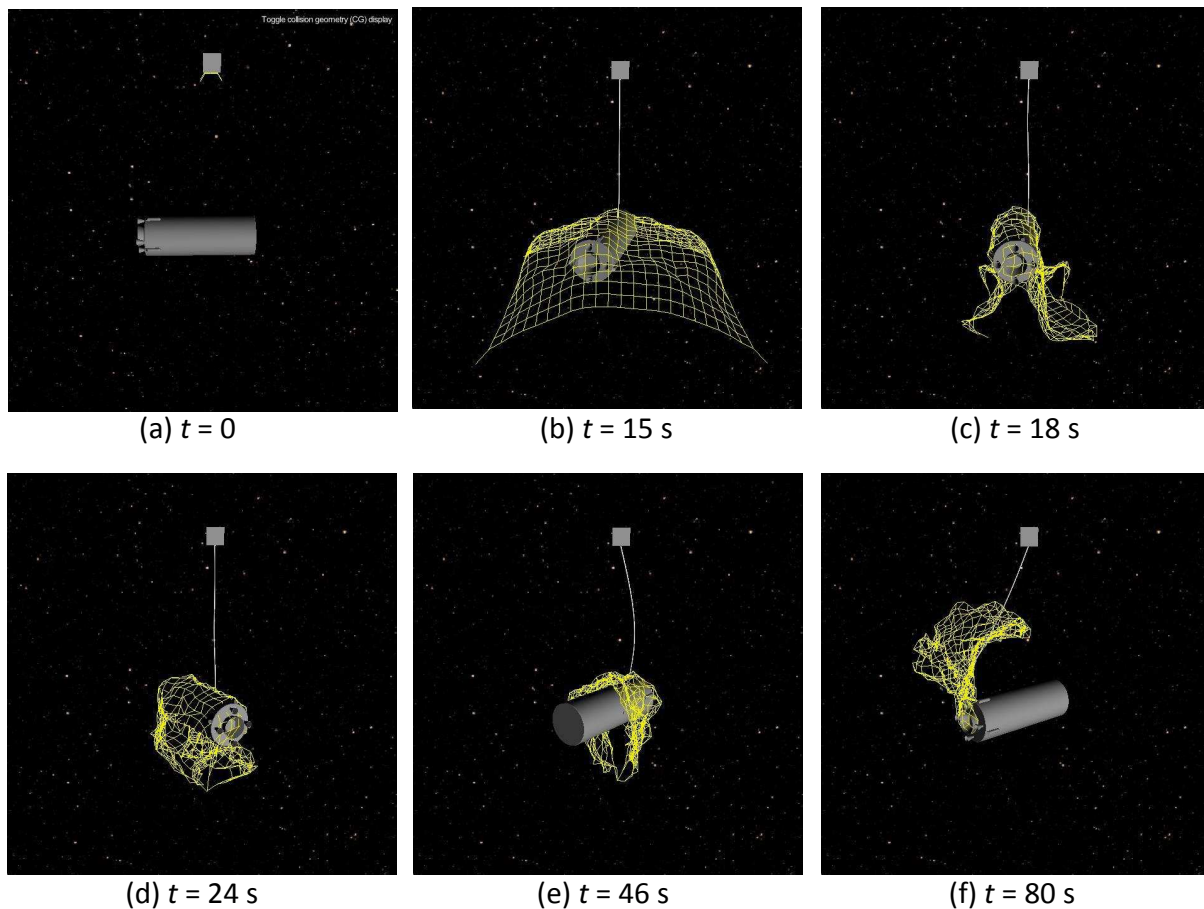 Toggle collision geometry (CG) display
(a) t = 0
(b) t = 15 s
(c) t = 18 s
(d) t = 24 s
(e) t = 46 s
(f) t = 80 s